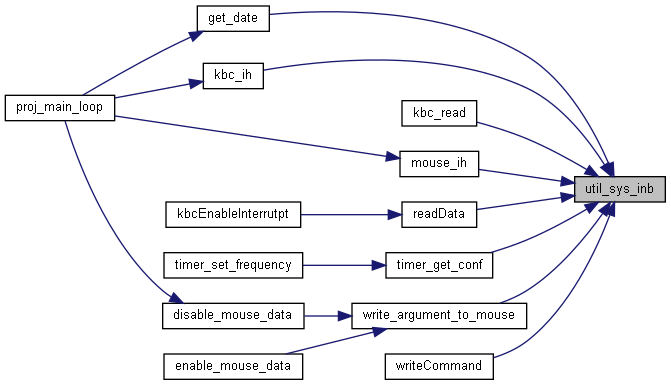 get_date
kbc_ih
proj_main_loop
kbc_read
mouse_ih
util_sys_inb
kbcEnableInterrutpt
readData
timer_set_frequency
timer_get_conf
disable_mouse_data
write_argument_to_mouse
enable_mouse_data
writeCommand